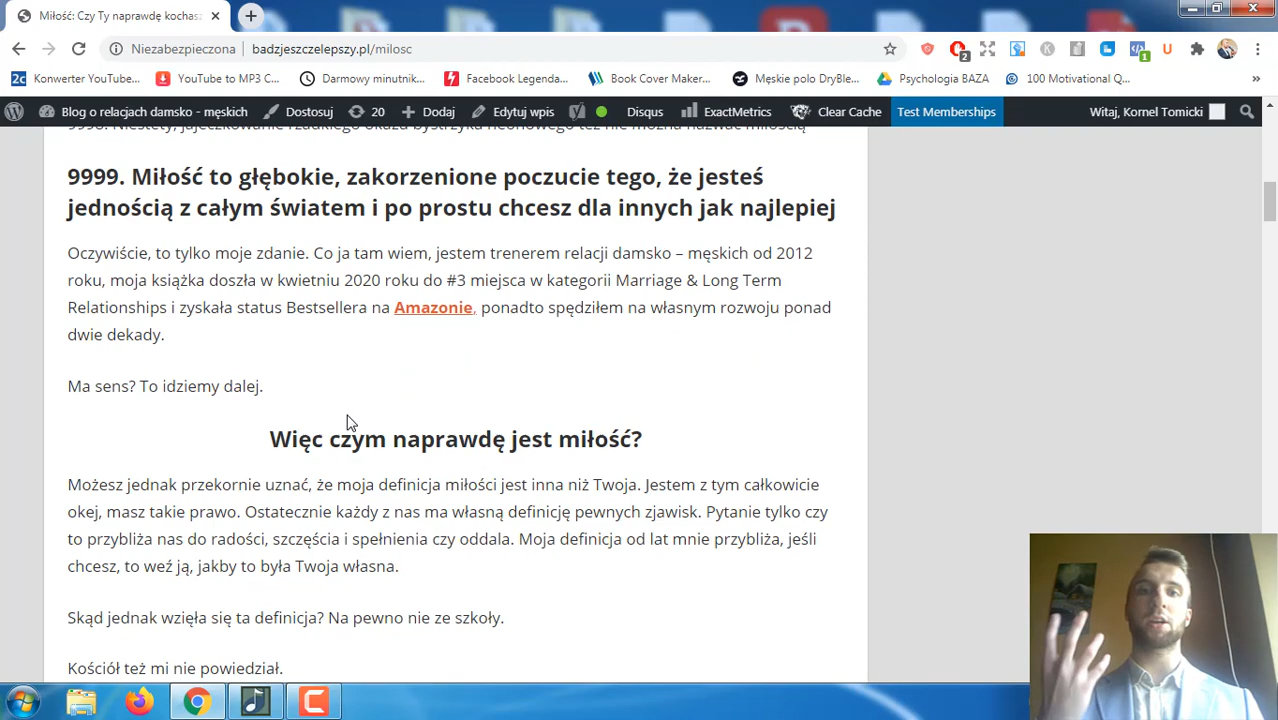 Miłość: Czy Ty naprawdę kochasz
Niezabezpieczona badzjeszczelepszy.pl/milosc
2
1
U
2c Konwerter YouTube... YouTube to MP3 C... Darmowy minutnik... Facebook Legenda... Book Cover Maker... Męskie polo DryBle... Psychologia BAZA 100 Motivational Q... »
Blog o relacjach damsko - męskich Dostosuj 20 Dodaj Edytuj wpis Disqus ExactMetrics Clear Cache Test Memberships Witaj, Kornel Tomicki
9998. Niestety, jajeczkowanie rzadkiego okazu bystrzyka neonowego też nie można nazwać miłością
9999. Miłość to głębokie, zakorzenione poczucie tego, że jesteś
jednością z całym światem i po prostu chcesz dla innych jak najlepiej
Oczywiście, to tylko moje zdanie. Co ja tam wiem, jestem trenerem relacji damsko – męskich od 2012
roku, moja książka doszła w kwietniu 2020 roku do #3 miejsca w kategorii Marriage & Long Term
Relationships i zyskała status Bestsellera na Amazonie, ponadto spędziłem na własnym rozwoju ponad
dwie dekady.
Ma sens? To idziemy dalej.
Więc czym naprawdę jest miłość?
Możesz jednak przekornie uznać, że moja definicja miłości jest inna niż Twoja. Jestem z tym całkowicie
okej, masz takie prawo. Ostatecznie każdy z nas ma własną definicję pewnych zjawisk. Pytanie tylko czy
to przybliża nas do radości, szczęścia i spełnienia czy oddala. Moja definicja od lat mnie przybliża, jeśli
chcesz, to weź ją, jakby to była Twoja własna.
Skąd jednak wzięła się ta definicja? Na pewno nie ze szkoły.
Kościół też mi nie powiedział.